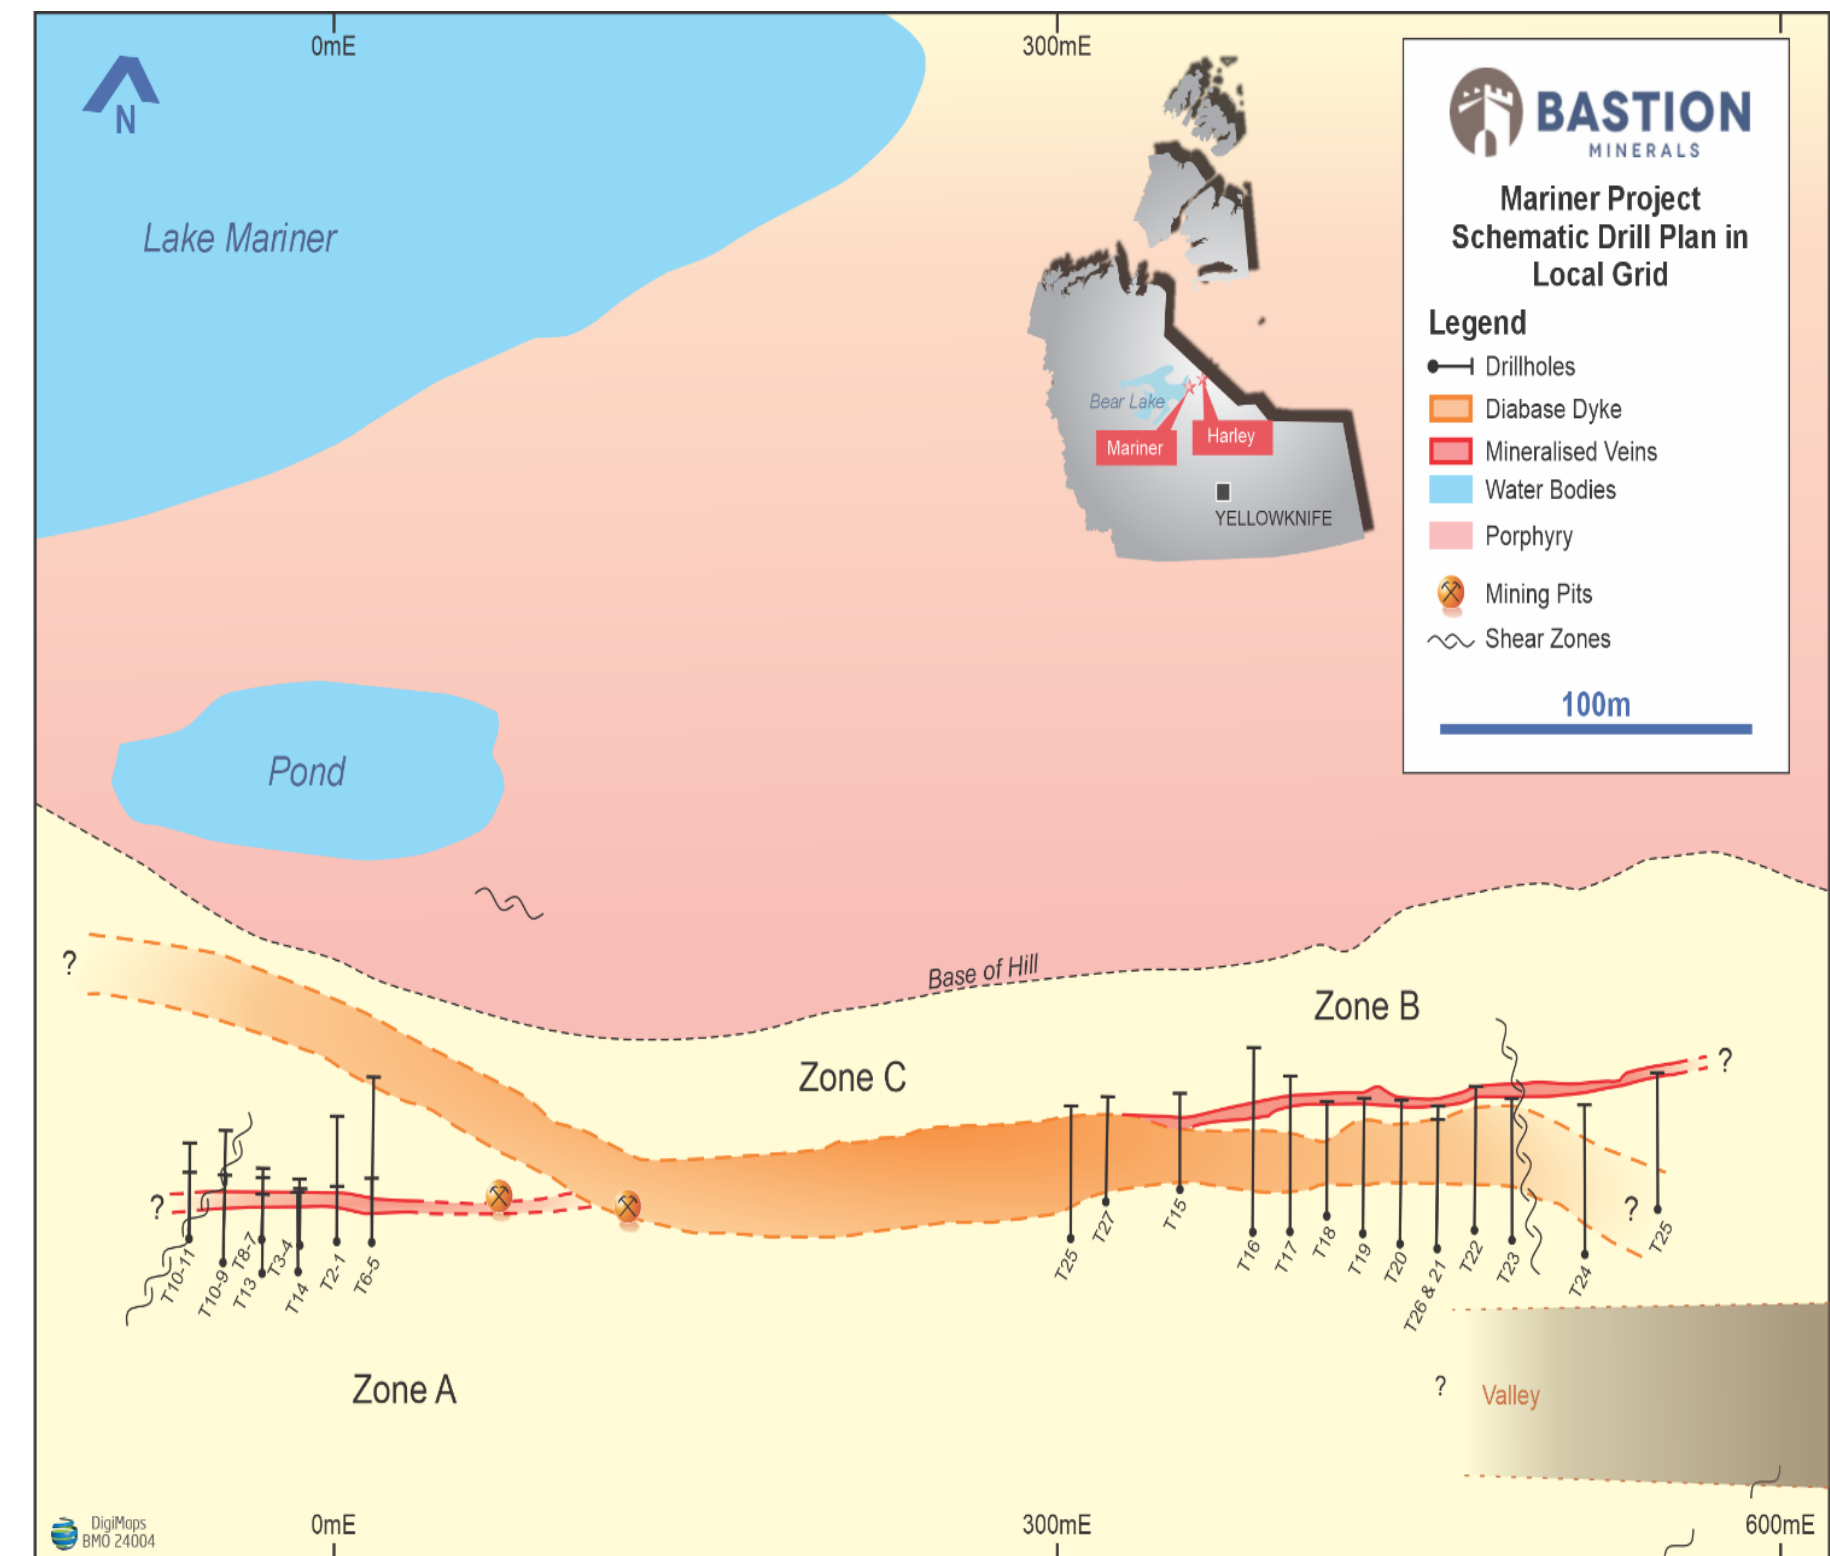 0mE
300mE
N
BASTION
MINERALS
Mariner Project
Schematic Drill Plan in
Local Grid
Legend
Drillholes
Diabase Dyke
Mineralised Veins
Water Bodies
Porphyry
Mining Pits
Shear Zones
100m
Lake Mariner
Bear Lake
Mariner
Harley
YELLOWKNIFE
Pond
?
Base of Hill
Zone B
Zone C
?
?
?
T10-11
T10-9
T8-7
T13
T3-4
T14
T2-1
T6-5
T25
T27
T15
T16
T17
T18
T19
T20
T26 & 21
T22
T23
T24
T25
Zone A
?
Valley
DigiMaps
BMO 24004
0mE
300mE
600mE